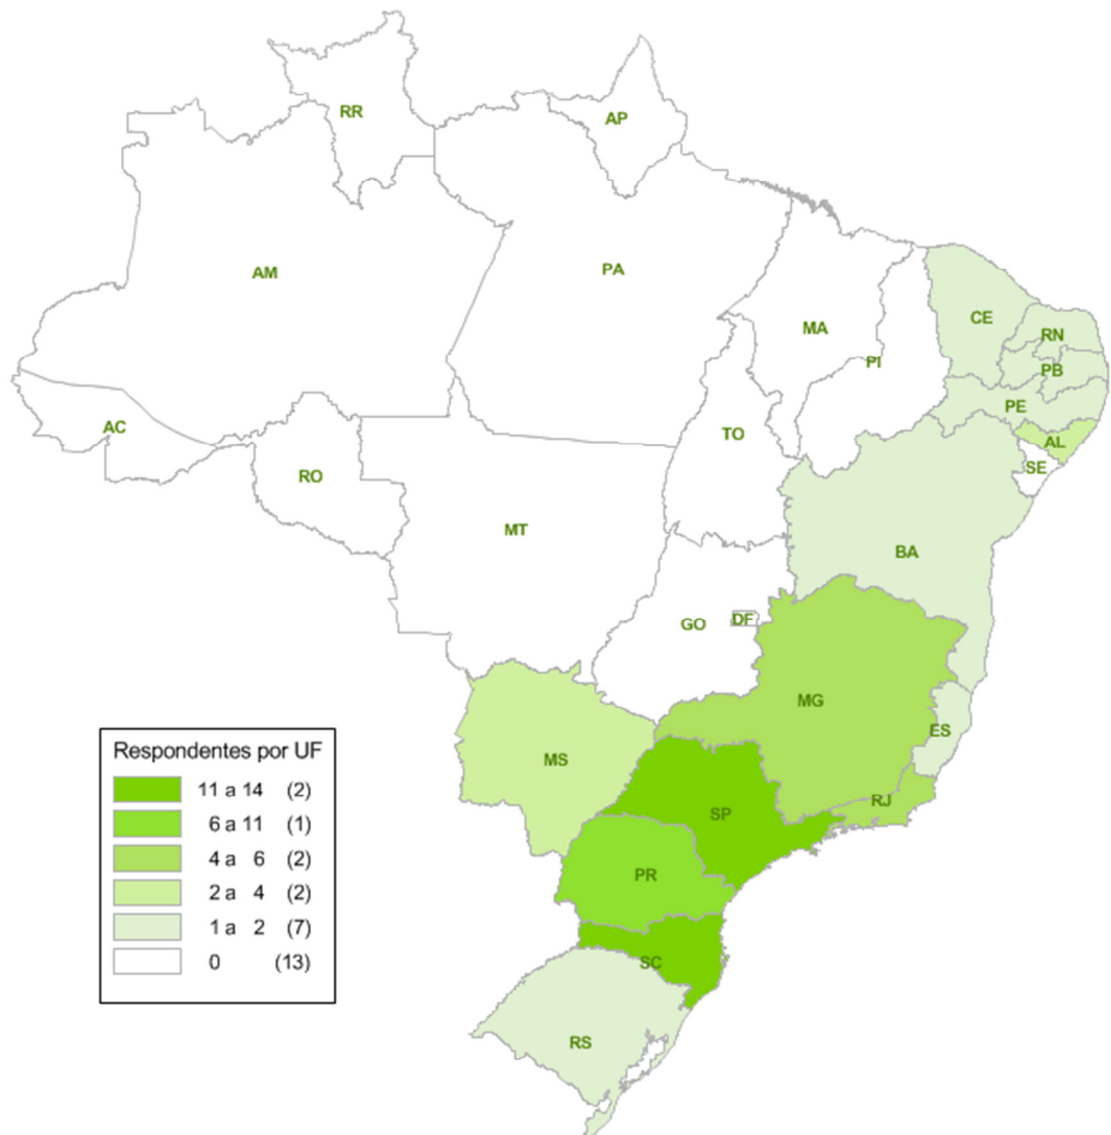 RR
AP
AM
PA
CE
MA
RN
PI
PB
PE
AC
TO
AL
SE
RO
MT
BA
GO
DF
MG
ES
MS
RJ
SP
PR
SC
RS
Respondentes por UF
11 a 14 (2)
6 a 11 (1)
4 a 6 (2)
2 a 4 (2)
1 a 2 (7)
0 (13)